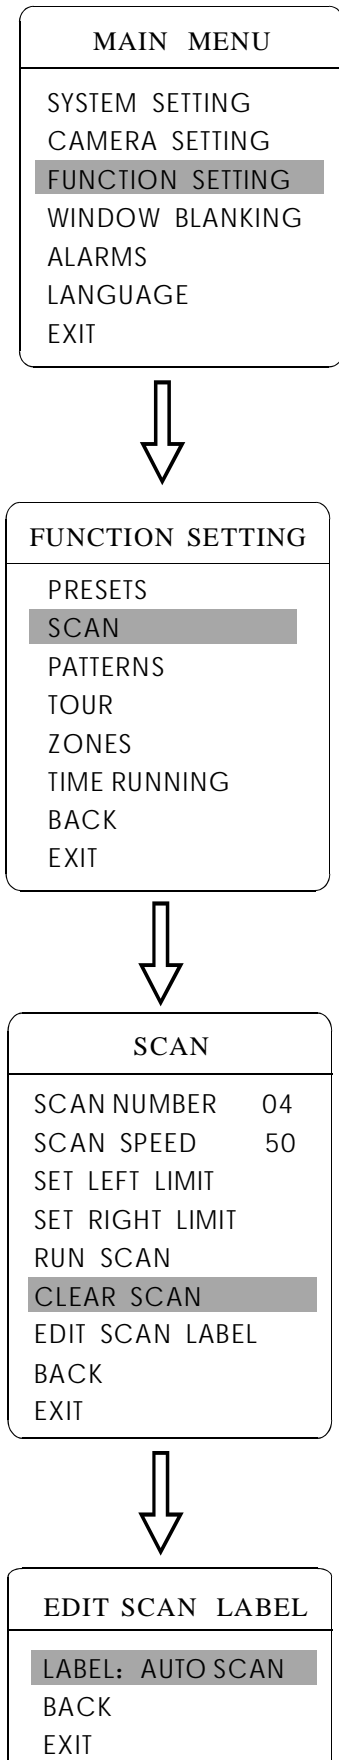 MAIN MENU
SYSTEM SETTING
CAMERA SETTING
FUNCTION SETTING
WINDOW BLANKING
ALARMS
LANGUAGE
EXIT
FUNCTION SETTING
PRESETS
SCAN
PATTERNS
TOUR
ZONES
TIME RUNNING
BACK
EXIT
SCAN
SCAN NUMBER 04
SCAN SPEED 50
SET LEFT LIMIT
SET RIGHT LIMIT
RUN SCAN
CLEAR SCAN
EDIT SCAN LABEL
BACK
EXIT
EDIT SCAN LABEL
LABEL：AUTO SCAN
BACK
EXIT